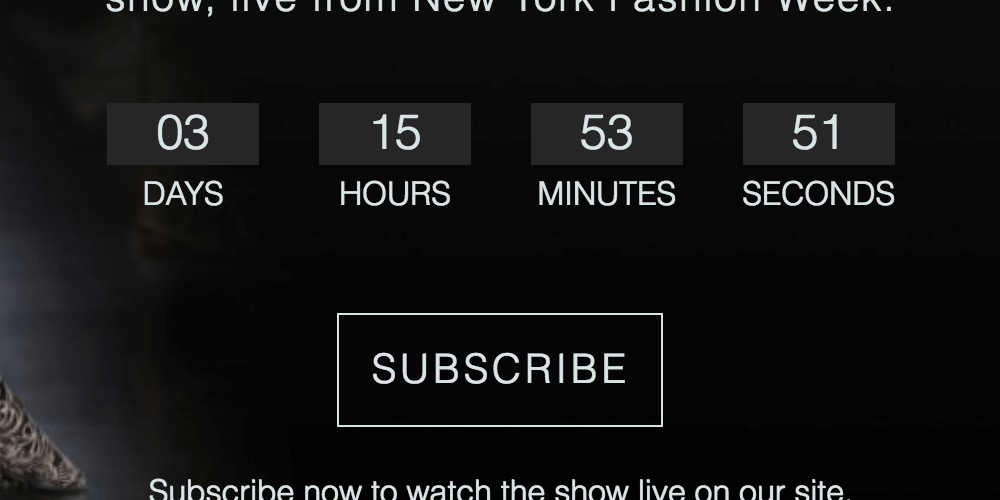 show, live from New York Fashion Week.
03 15 53 51
DAYS HOURS MINUTES SECONDS
SUBSCRIBE
Subscribe now to watch the show live on our site.